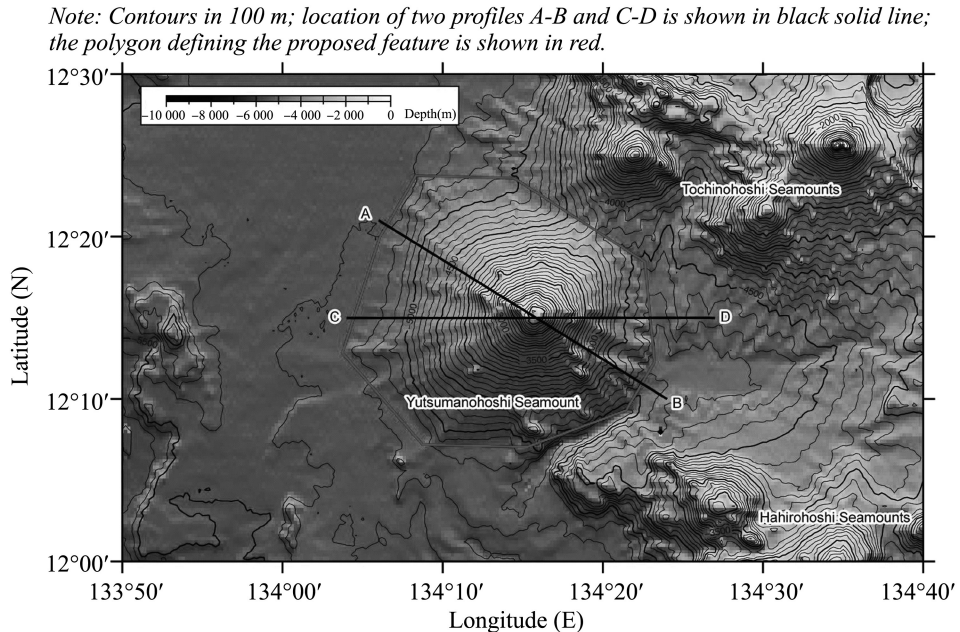 Note: Contours in 100 m; location of two profiles A-B and C-D is shown in black solid line;
the polygon defining the proposed feature is shown in red.
12°30′
−10 000 −8 000 −6 000 −4 000 −2 000 0 Depth(m)
-2000
Tochinohoshi Seamounts
4000
A
12°20′
4500
C
D
3500
12°10′
Yutsumanohoshi Seamount
B
Hahirohoshi Seamounts
12°00′
133°50′ 134°00′ 134°10′ 134°20′ 134°30′ 134°40′
Longitude (E)
Latitude (N)